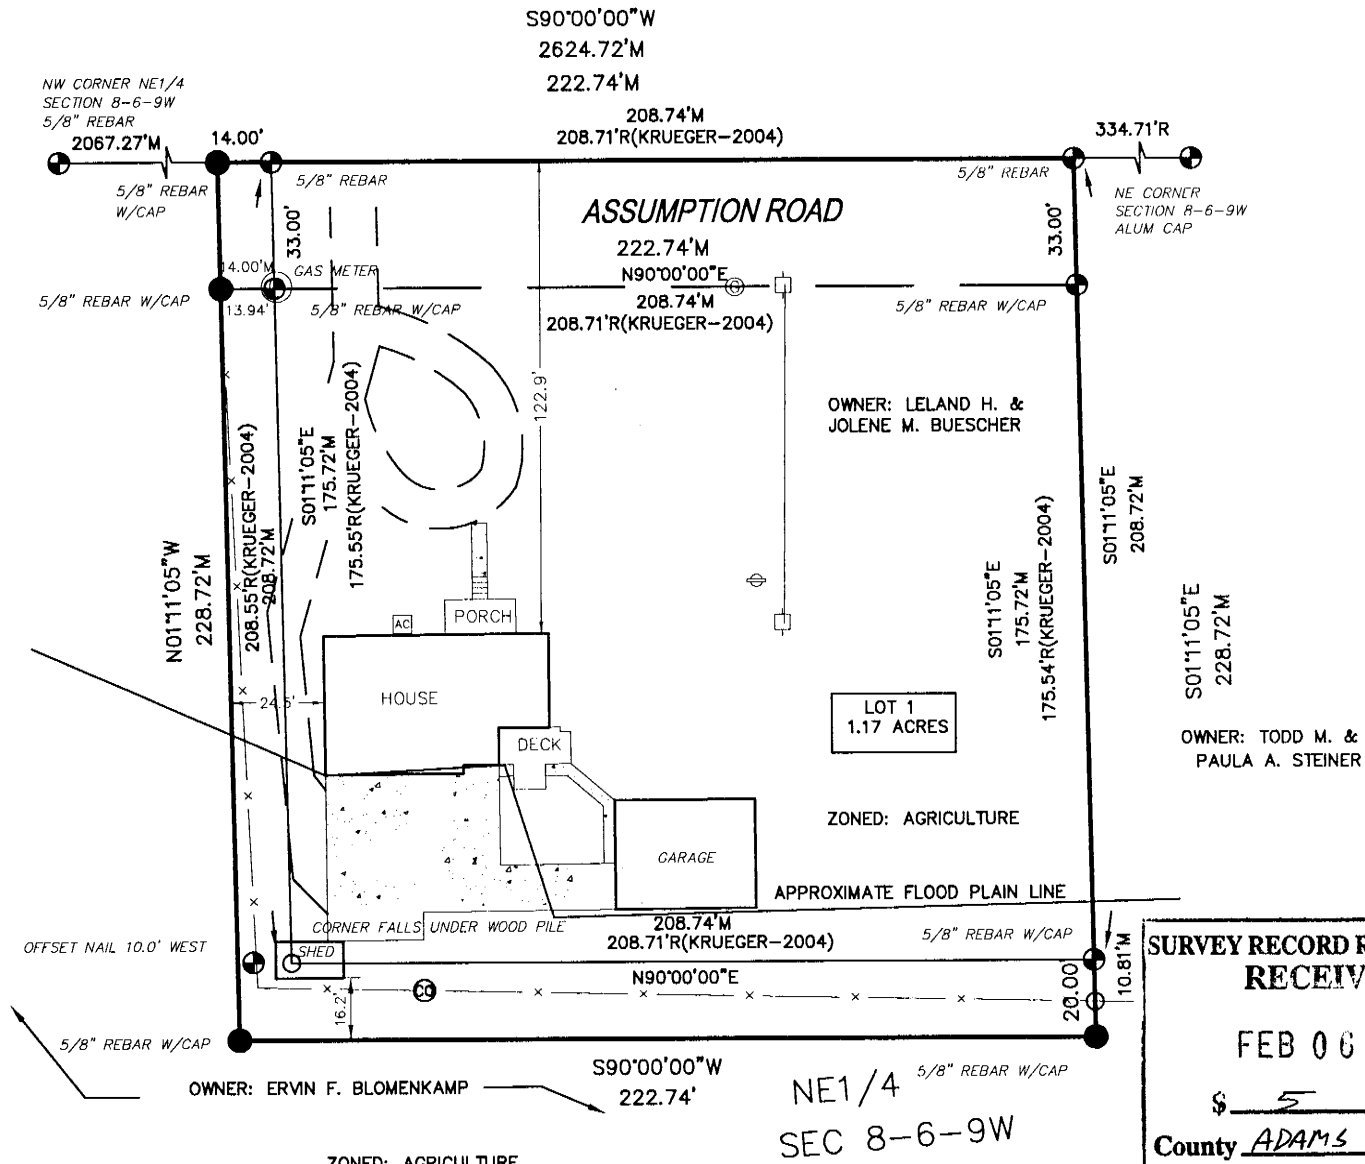 S90°00'00"W
2624.72'M
222.74'M
NW CORNER NE1/4
SECTION 8-6-9W
5/8" REBAR
2067.27'M
14.00'
208.74'M
208.71'R(KRUEGER-2004)
334.71'R
5/8" REBAR
W/CAP
5/8" REBAR
5/8" REBAR
NE CORNER
SECTION 8-6-9W
ALUM CAP
ASSUMPTION ROAD
33.00'
33.00'
222.74'M
N90°00'00"E
14.00'M
GAS METER
G
5/8" REBAR W/CAP
13.94'
5/8" REBAR W/CAP
208.74'M
208.71'R(KRUEGER-2004)
5/8" REBAR W/CAP
122.9'
OWNER: LELAND H. &
JOLENE M. BUESCHER
N01°11'05"W
228.72'M
208.55'R(KRUEGER-2004)
208.72'M
S01°11'05"E
175.72'M
175.55'R(KRUEGER-2004)
S01°11'05"E
175.72'M
175.54'R(KRUEGER-2004)
S01°11'05"E
208.72'M
S01°11'05"E
228.72'M
PORCH
AC
HOUSE
24.5'
DECK
LOT 1
1.17 ACRES
OWNER: TODD M. &
PAULA A. STEINER
ZONED: AGRICULTURE
GARAGE
APPROXIMATE FLOOD PLAIN LINE
CORNER FALLS UNDER WOOD PILE
208.74'M
208.71'R(KRUEGER-2004)
5/8" REBAR W/CAP
OFFSET NAIL 10.0' WEST
SHED
N90°00'00"E
CO
16.2'
20.00
10.81'M
5/8" REBAR W/CAP
S90°00'00"W
222.74'
5/8" REBAR W/CAP
OWNER: ERVIN F. BLOMENKAMP
NE1/4
SEC 8-6-9W
ZONED: AGRICULTURE
SURVEY RECORD R
RECEIV
FEB 06
$ 5
County ADAMS